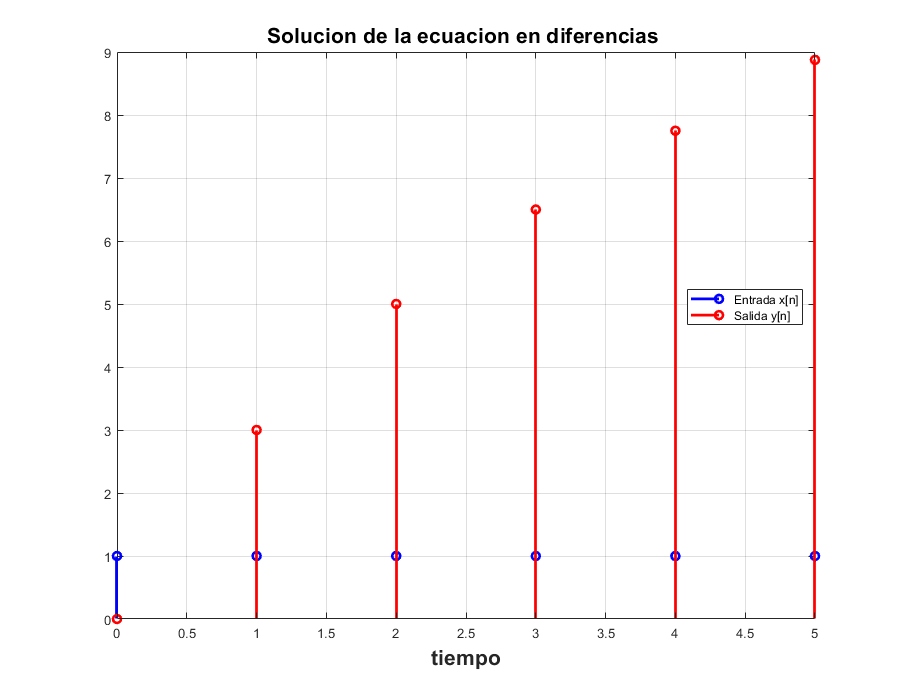 Solucion de la ecuacion en diferencias
9
8
7
6
5
4
3
2
1
0
Entrada x[n]
Salida y[n]
0 0.5 1 1.5 2 2.5 3 3.5 4 4.5 5
tiempo